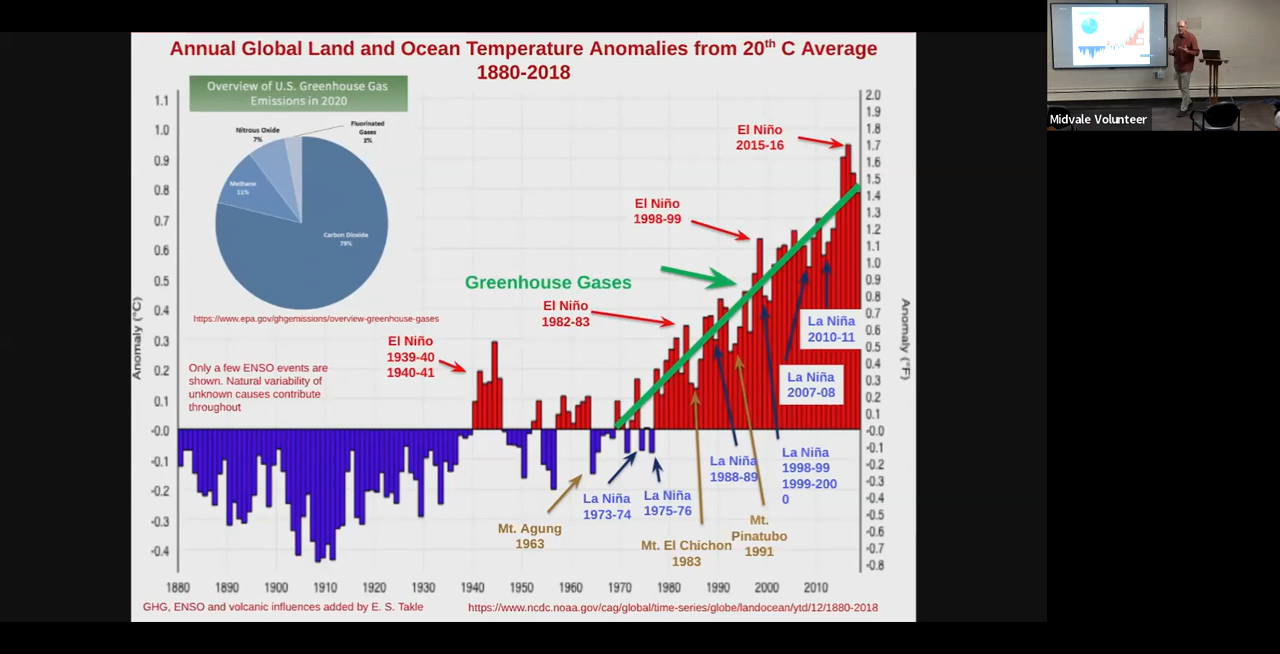 Annual Global Land and Ocean Temperature Anomalies from 20th C Average
1880-2018
Overview of U.S. Greenhouse Gas
Emissions in 2020
Nitrous Oxide
7%
Fluorinated
Gases
3%
Methane
11%
Carbon Dioxide
79%
https://www.epa.gov/ghgemissions/overview-greenhouse-gases
Only a few ENSO events are
shown. Natural variability of
unknown causes contribute
throughout
Anomaly (°C)
1.1
1.0
0.9
0.8
0.7
0.6
0.5
0.4
0.3
0.2
0.1
-0.0
-0.1
-0.2
-0.3
-0.4
El Niño
1939-40
1940-41
Greenhouse Gases
El Niño
1982-83
El Niño
1998-99
El Niño
2015-16
La Niña
2010-11
La Niña
2007-08
La Niña
1998-99
1999-200
0
La Niña
1988-89
La Niña
1973-74
La Niña
1975-76
Mt. Agung
1963
Mt. El Chichon
1983
Mt.
Pinatubo
1991
2.0
1.9
1.8
1.7
1.6
1.5
1.4
1.3
1.2
1.1
1.0
0.9
0.8
0.7
0.6
0.5
0.4
0.3
0.2
0.1
-0.0
-0.1
-0.2
-0.3
-0.4
-0.5
-0.6
-0.7
-0.8
Anomaly (°F)
1880 1890 1900 1910 1920 1930 1940 1950 1960 1970 1980 1990 2000 2010
GHG, ENSO and volcanic influences added by E. S. Takle
https://www.ncdc.noaa.gov/cag/global/time-series/globe/landocean/ytd/12/1880-2018
Midvale Volunteer